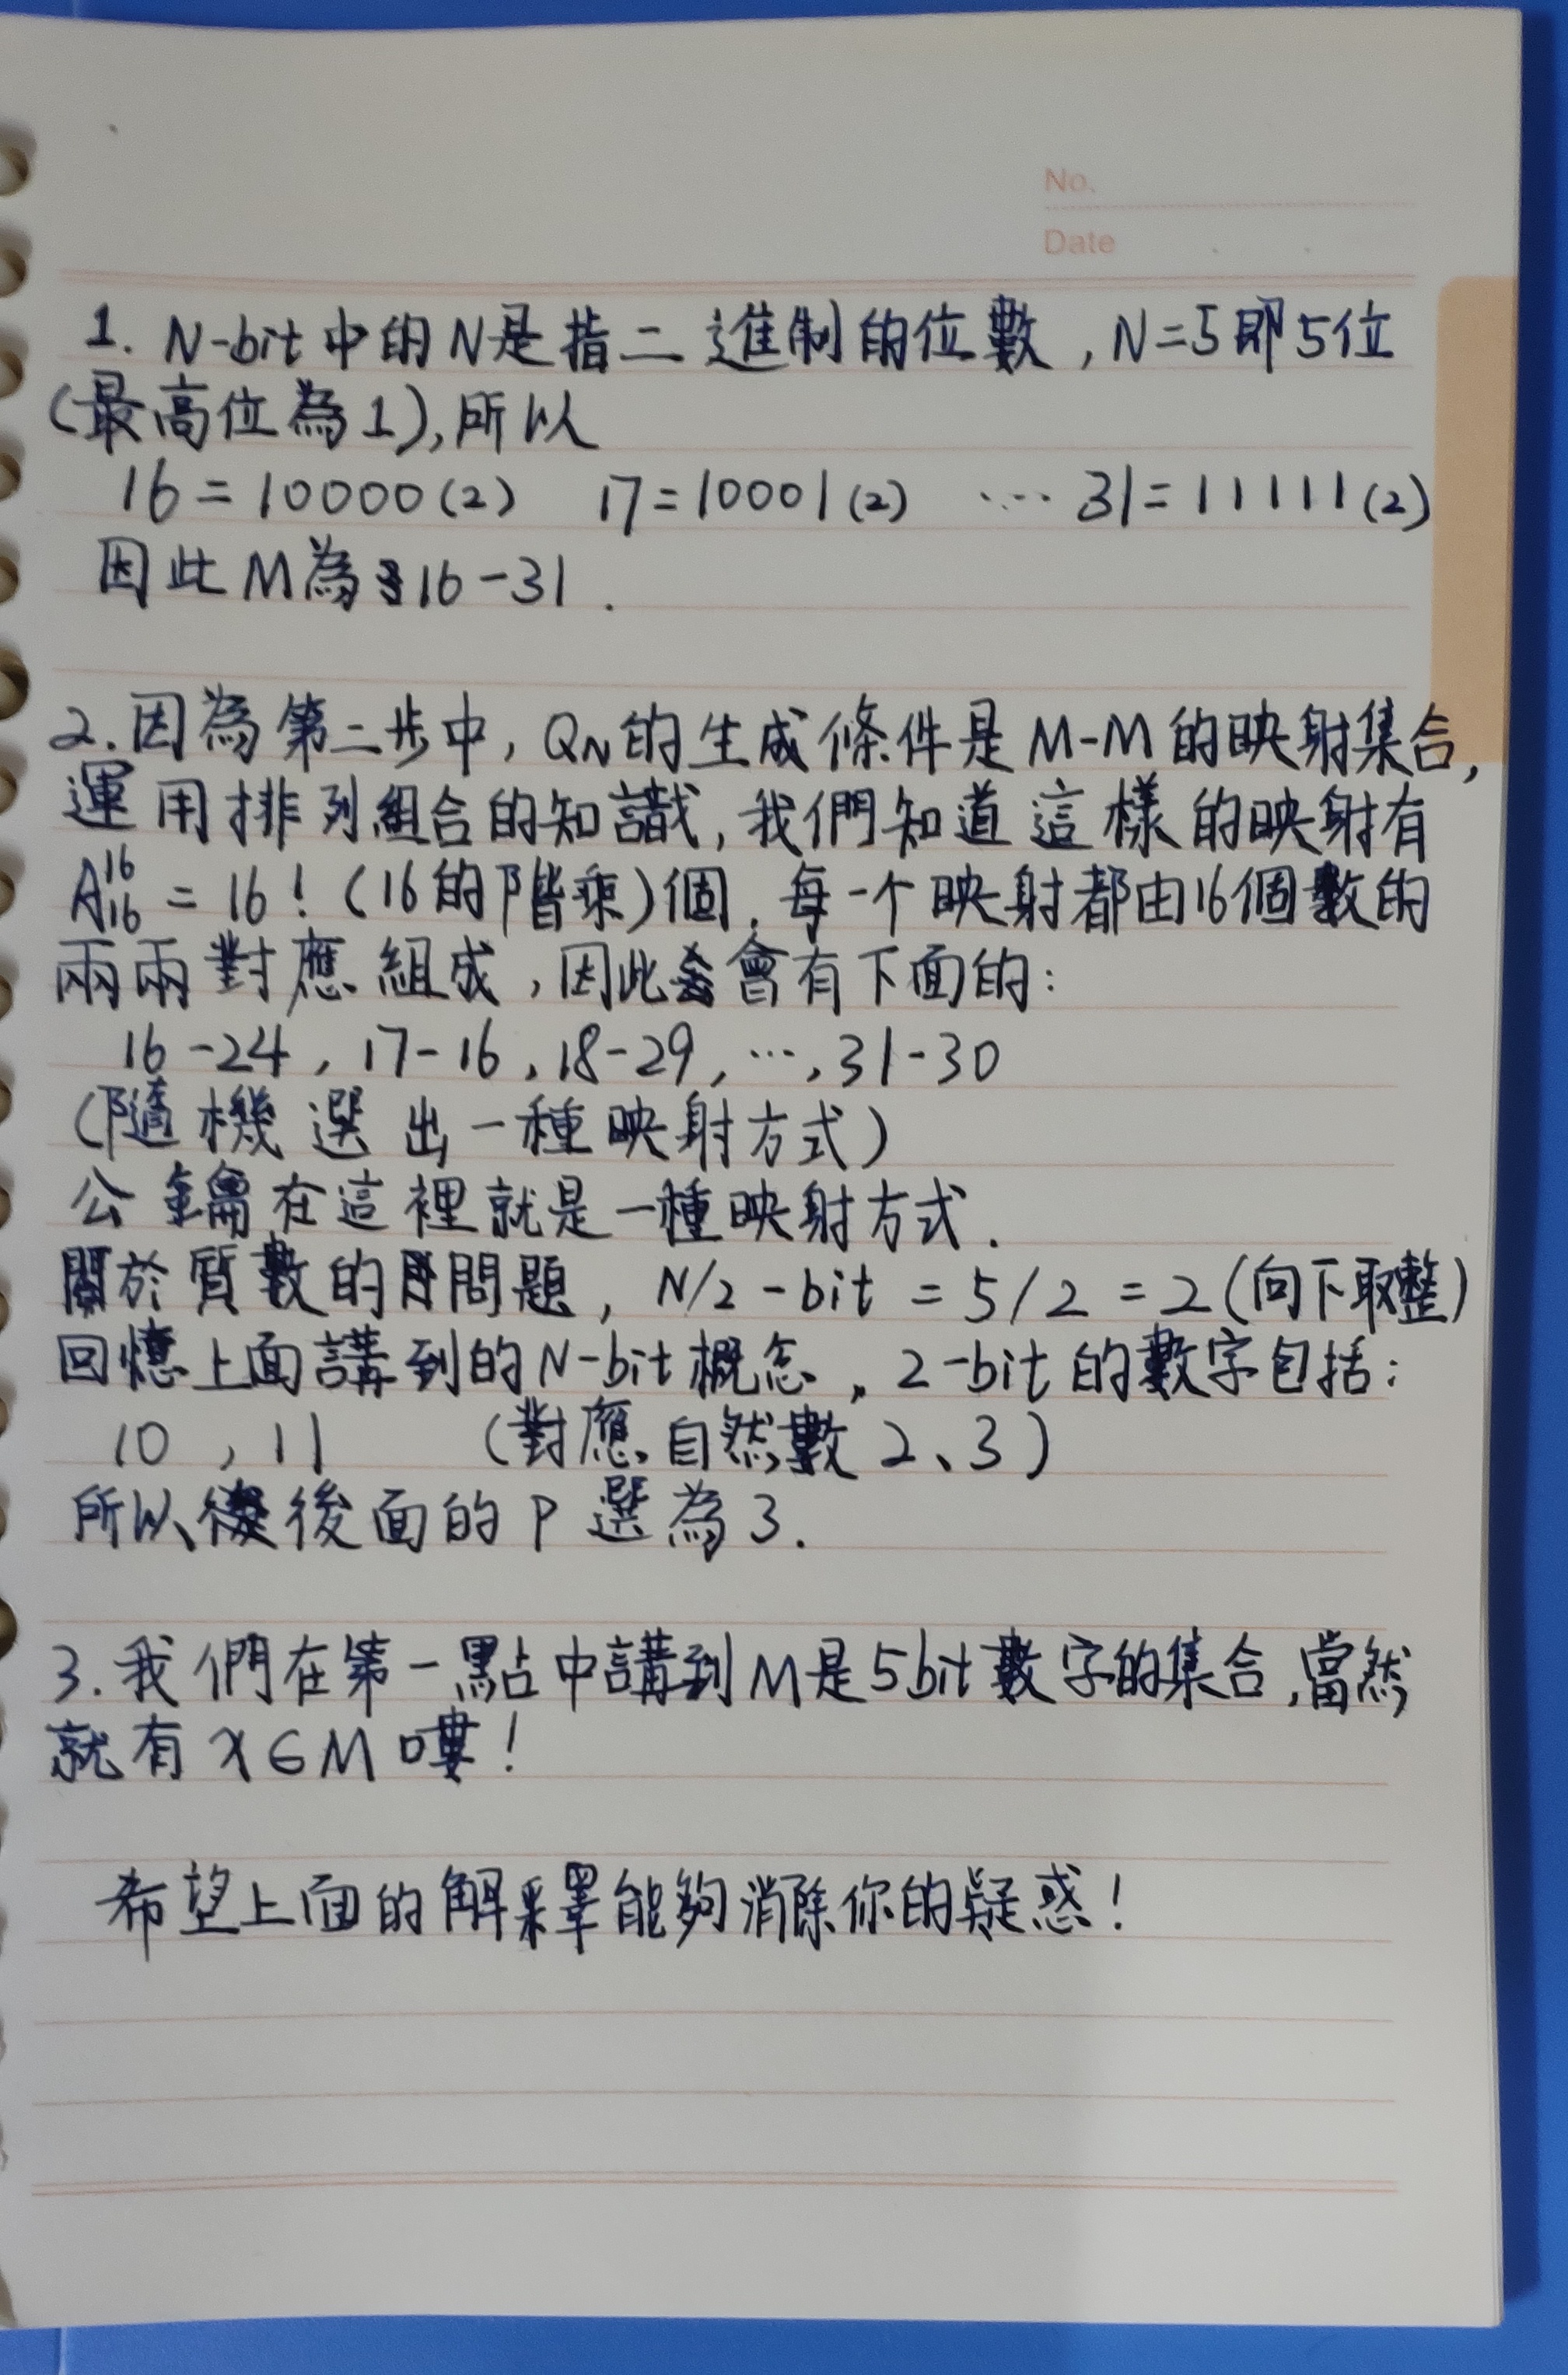 No.
Date
1. N-bit中的N是指二進制的位數,N=5即5位
(最高位為1),所以
16=10000(2) 17=10001(2) ⋯ 31=11111(2)
因此M為16-31.
2.因為第二步中,QN的生成條件是M-M的映射集合,
運用排列組合的知識,我們知道這樣的映射有
A₁₆¹⁶=16!(16的階乘)個.每一个映射都由16個數的
兩兩對應組成,因此會有下面的:
16-24,17-16,18-29,⋯,31-30
(隨機選出一種映射方式)
公鑰在這裡就是一種映射方式.
關於質數的問題,N/2-bit=5/2=2(向下取整)
回憶上面講到的N-bit概念,2-bit的數字包括:
10,11 (對應自然數2、3)
所以後面的P選為3.
3.我們在第一點中講到M是5bit數字的集合,當然
就有x∈M嘍!
希望上面的解釋能夠消除你的疑惑!